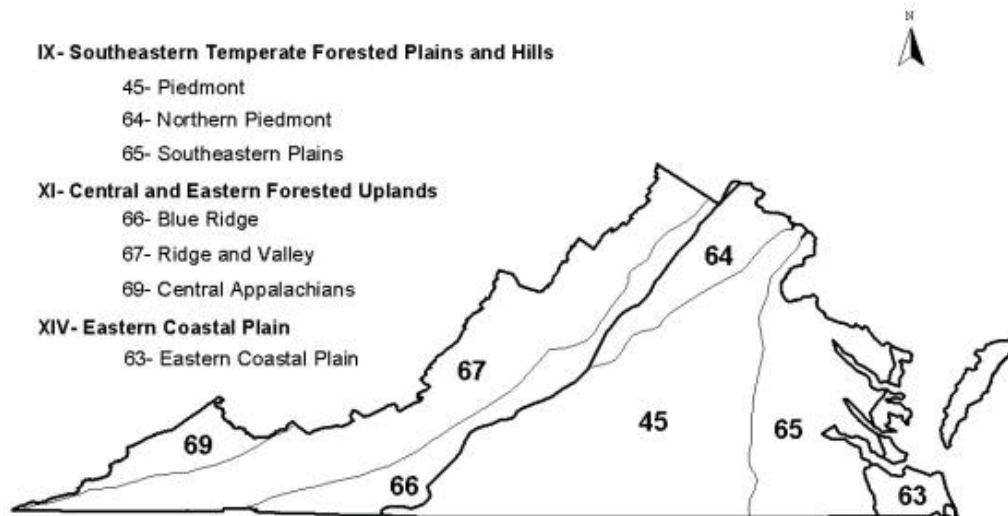 N
IX- Southeastern Temperate Forested Plains and Hills
45- Piedmont
64- Northern Piedmont
65- Southeastern Plains
XI- Central and Eastern Forested Uplands
66- Blue Ridge
67- Ridge and Valley
69- Central Appalachians
XIV- Eastern Coastal Plain
63- Eastern Coastal Plain
64
67
45
65
69
66
63